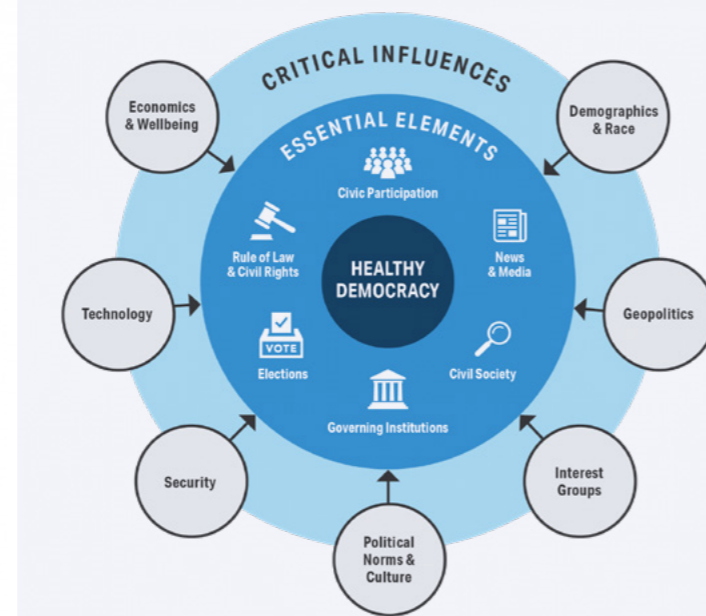 CRITICAL INFLUENCES
ESSENTIAL ELEMENTS
Economics
& Wellbeing
Demographics
& Race
Civic Participation
Rule of Law
& Civil Rights
News
& Media
HEALTHY
DEMOCRACY
Technology
Geopolitics
VOTE
Elections
Civil Society
Governing Institutions
Security
Interest
Groups
Political
Norms &
Culture